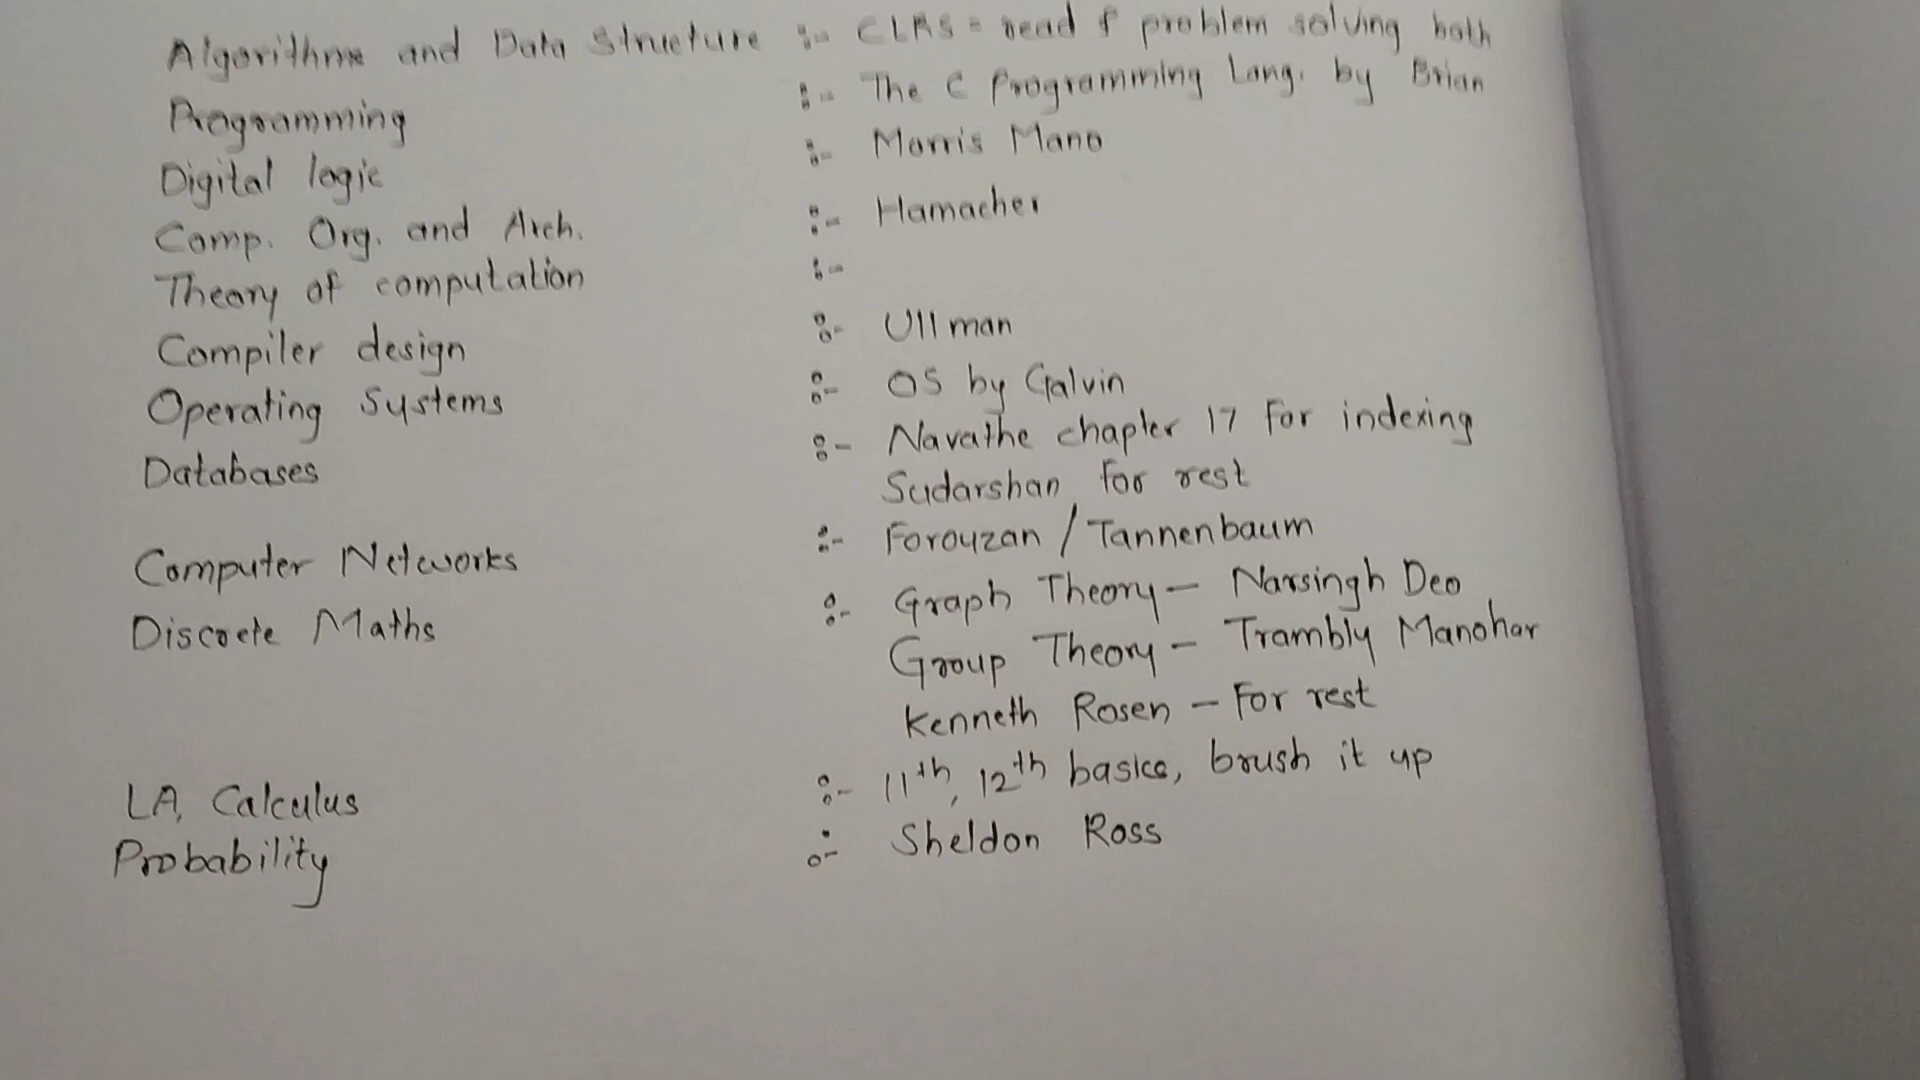 Algorithms and Data Structure :- CLRS - read & problem solving both
Programming :- The C Programming Lang. by Brian
Digital logic :- Morris Mano
Comp. Org. and Arch. :- Hamacher
Theory of computation :-
Compiler design :- Ullman
Operating Systems :- OS by Galvin
Databases :- Navathe chapter 17 For indexing
Sudarshan for rest
Computer Networks :- Forouzan / Tannenbaum
Discrete Maths :- Graph Theory - Narsingh Deo
Group Theory - Trambly Manohar
Kenneth Rosen - For rest
LA, Calculus :- 11th, 12th basics, brush it up
Probability :- Sheldon Ross